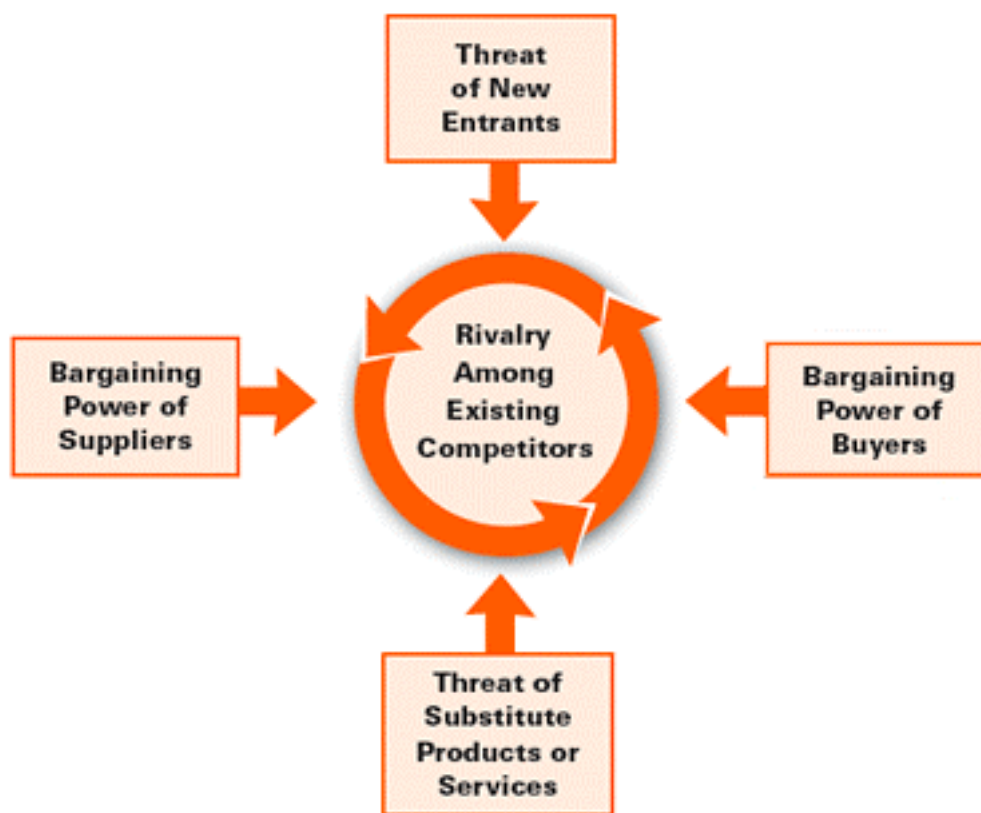 Threat
of New
Entrants
Bargaining
Power of
Suppliers
Rivalry
Among
Existing
Competitors
Bargaining
Power of
Buyers
Threat of
Substitute
Products or
Services